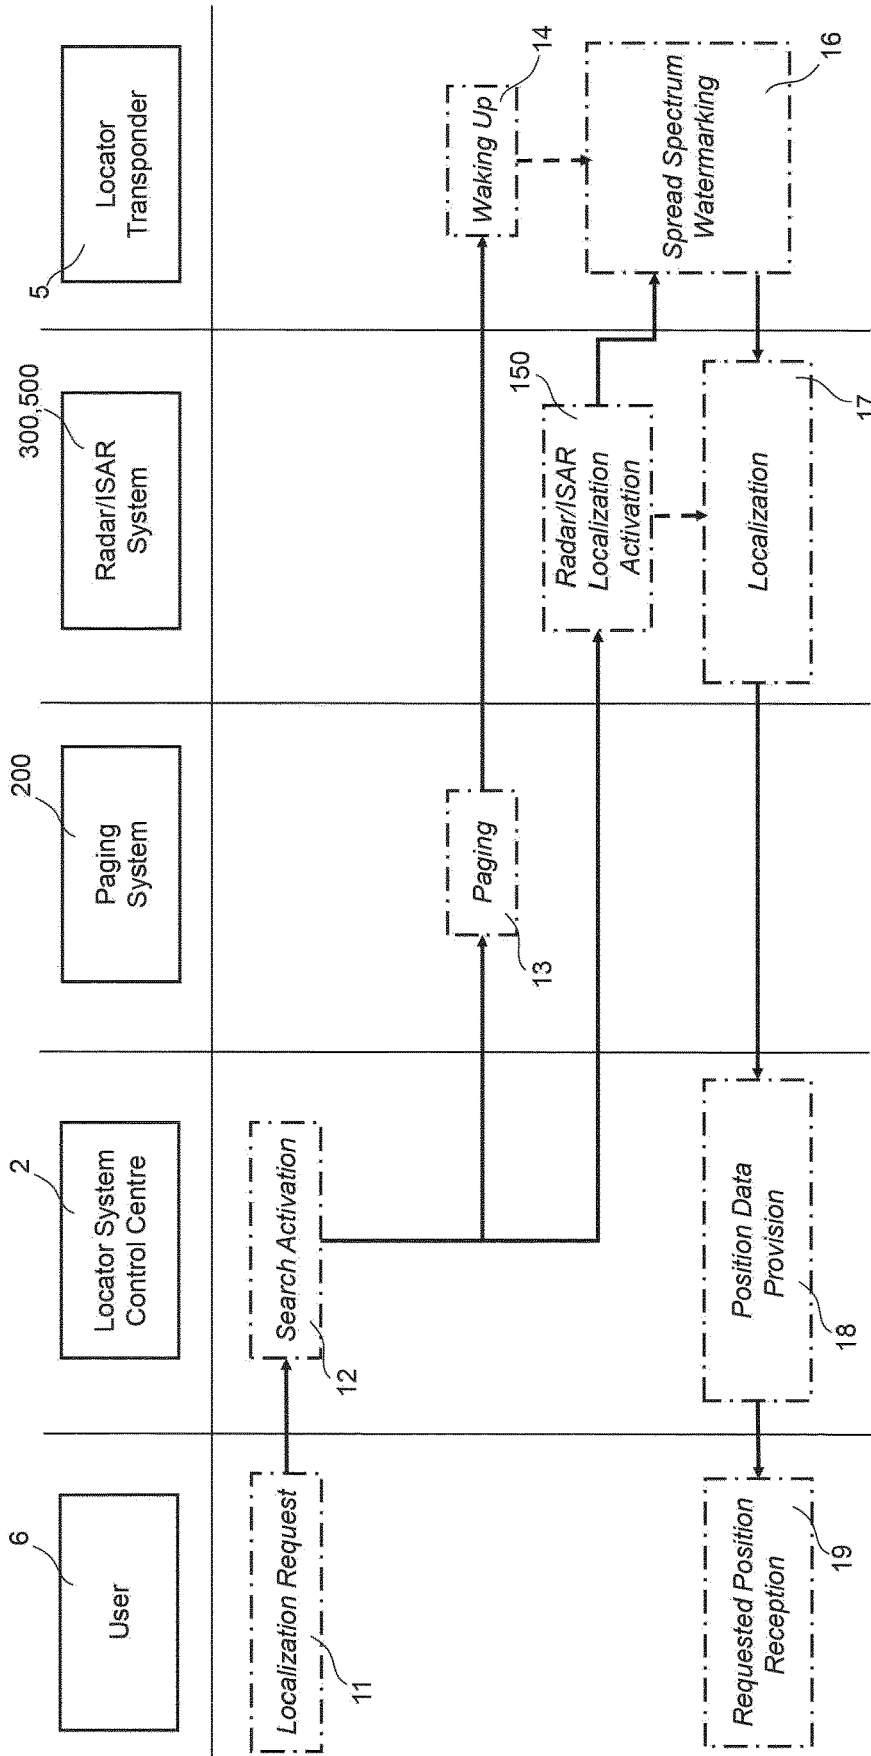 6
User
2
Locator System
Control Centre
200
Paging
System
300,500
Radar/ISAR
System
5
Locator
Transponder
Localization Request
11
Search Activation
12
Paging
13
Waking Up
14
Radar/ISAR
Localization
Activation
150
Spread Spectrum
Watermarking
16
Localization
17
Position Data
Provision
18
Requested Position
Reception
19